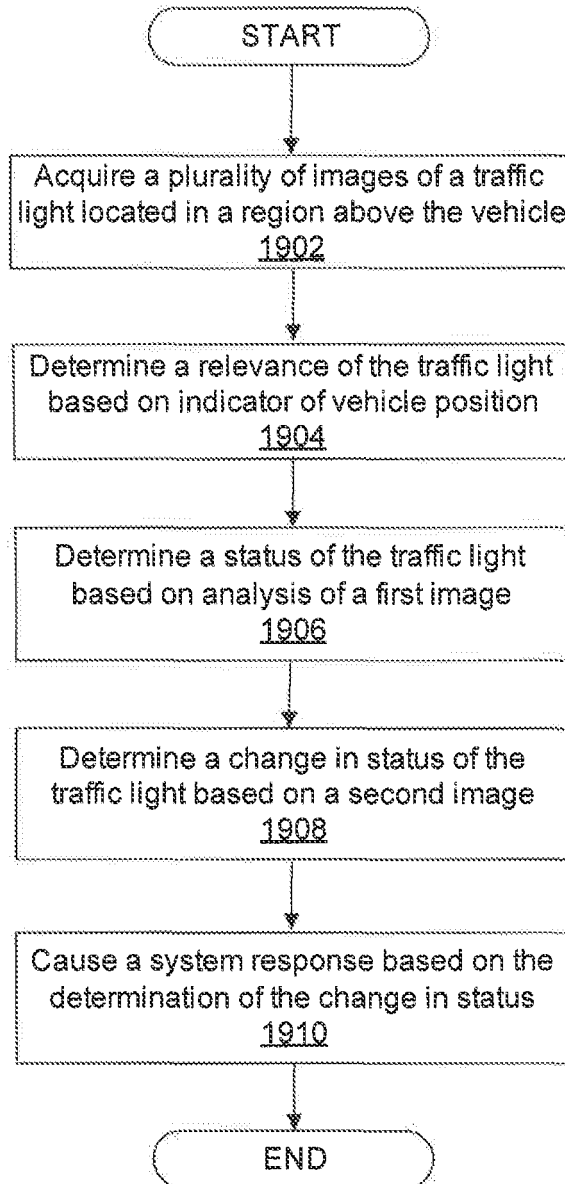 START
Acquire a plurality of images of a traffic
light located in a region above the vehicle
1902
Determine a relevance of the traffic light
based on indicator of vehicle position
1904
Determine a status of the traffic light
based on analysis of a first image
1906
Determine a change in status of the
traffic light based on a second image
1908
Cause a system response based on the
determination of the change in status
1910
END